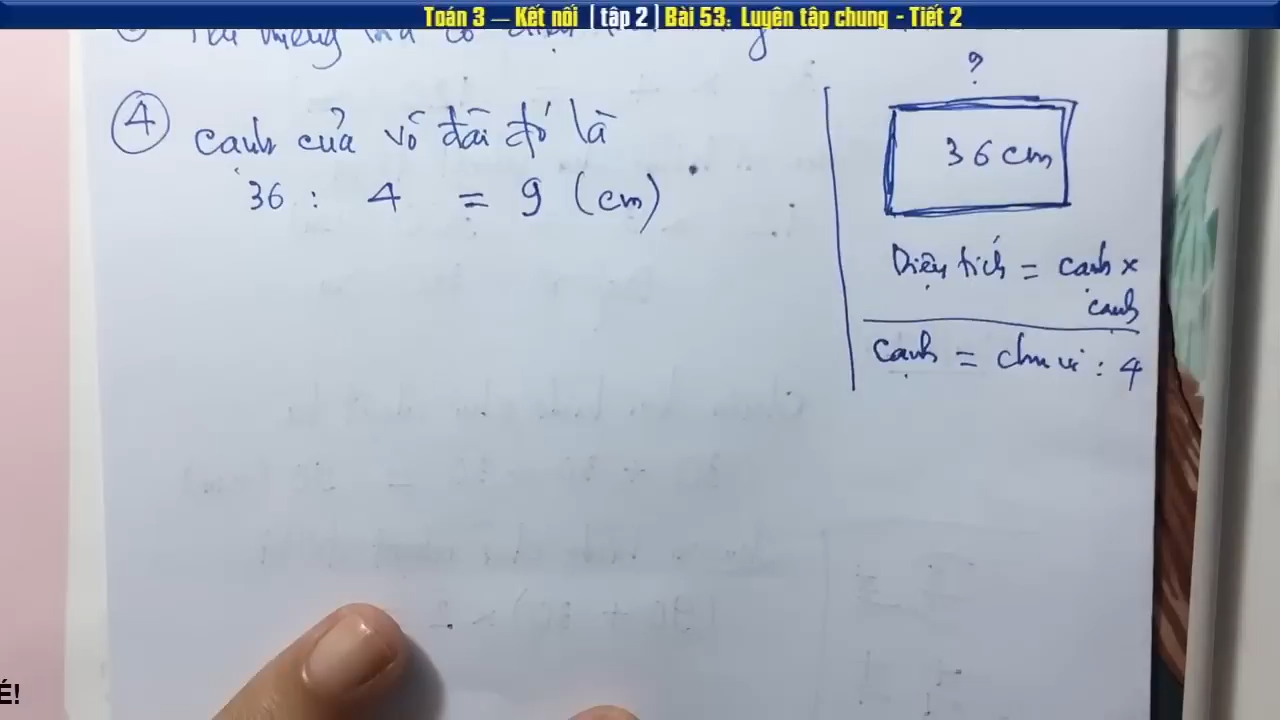 Toán 3 – Kết nối [ tập 2 ] Bài 53: Luyện tập chung - Tiết 2
4 cạnh của võ đài đó là
36 : 4 = 9 (cm)
?
36 cm
Diện tích = cạnh x
cạnh
cạnh = chu vi : 4
É!